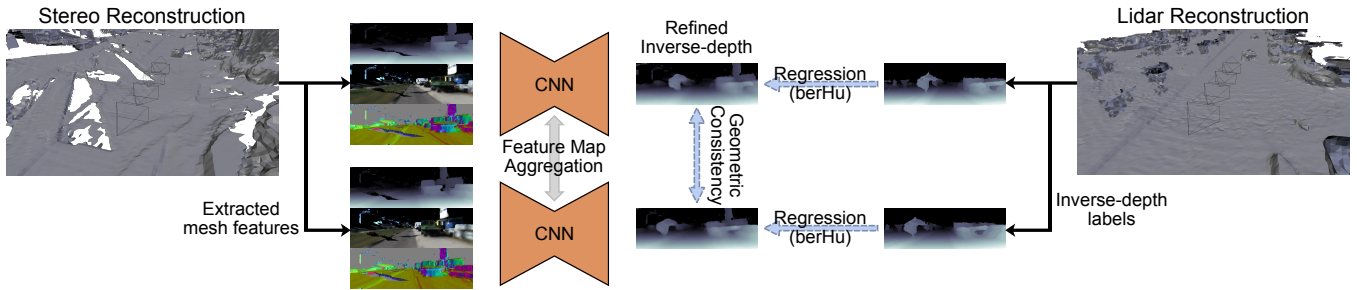 Stereo Reconstruction
Extracted
mesh features
CNN
Feature Map
Aggregation
CNN
Refined
Inverse-depth
Geometric
Consistency
Regression
(berHu)
Regression
(berHu)
Lidar Reconstruction
Inverse-depth
labels